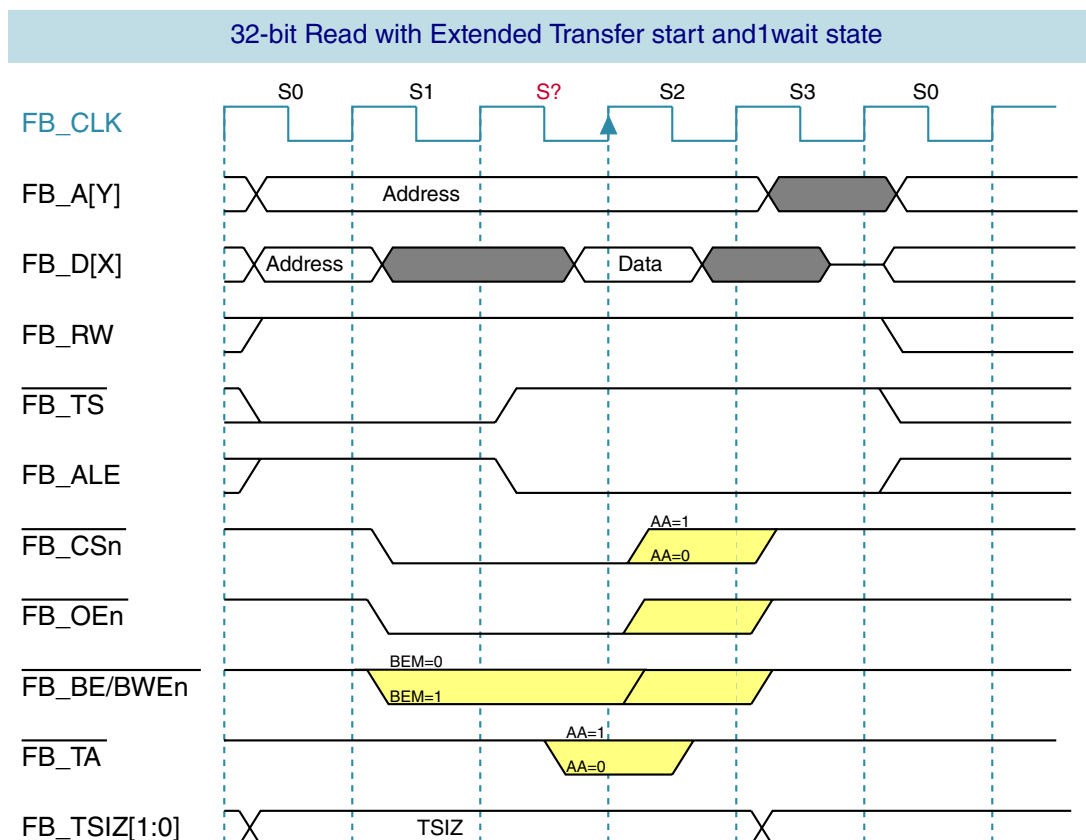 32-bit Read with Extended Transfer start and1wait state
S0 S1 S? S2 S3 S0
FB_CLK
FB_A[Y] Address
FB_D[X] Address Data
FB_RW
FB_TS
FB_ALE
AA=1
FB_CSn
AA=0
FB_OEn
BEM=0
FB_BE/BWEn
BEM=1
AA=1
FB_TA
AA=0
FB_TSIZ[1:0] TSIZ